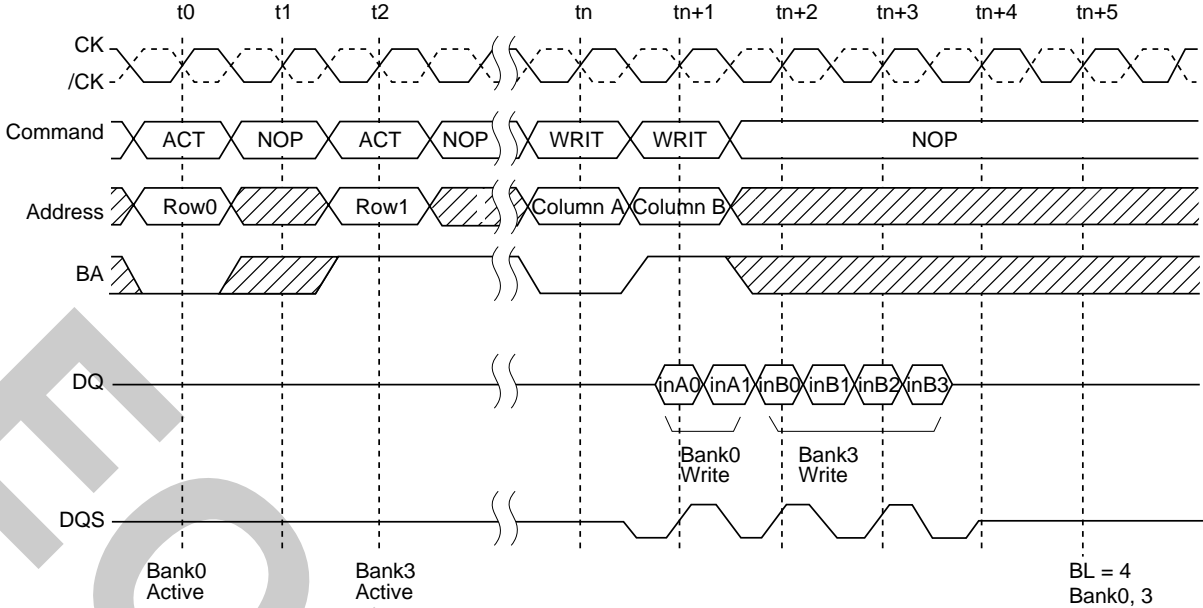 t0 t1 t2 tn tn+1 tn+2 tn+3 tn+4 tn+5
CK
/CK
Command ACT NOP ACT NOP WRIT WRIT NOP
Address Row0 Row1 Column A Column B
BA
DQ inA0 inA1 inB0 inB1 inB2 inB3
Bank0 Bank3
Write Write
DQS
Bank0 Bank3 BL = 4
Active Active Bank0, 3